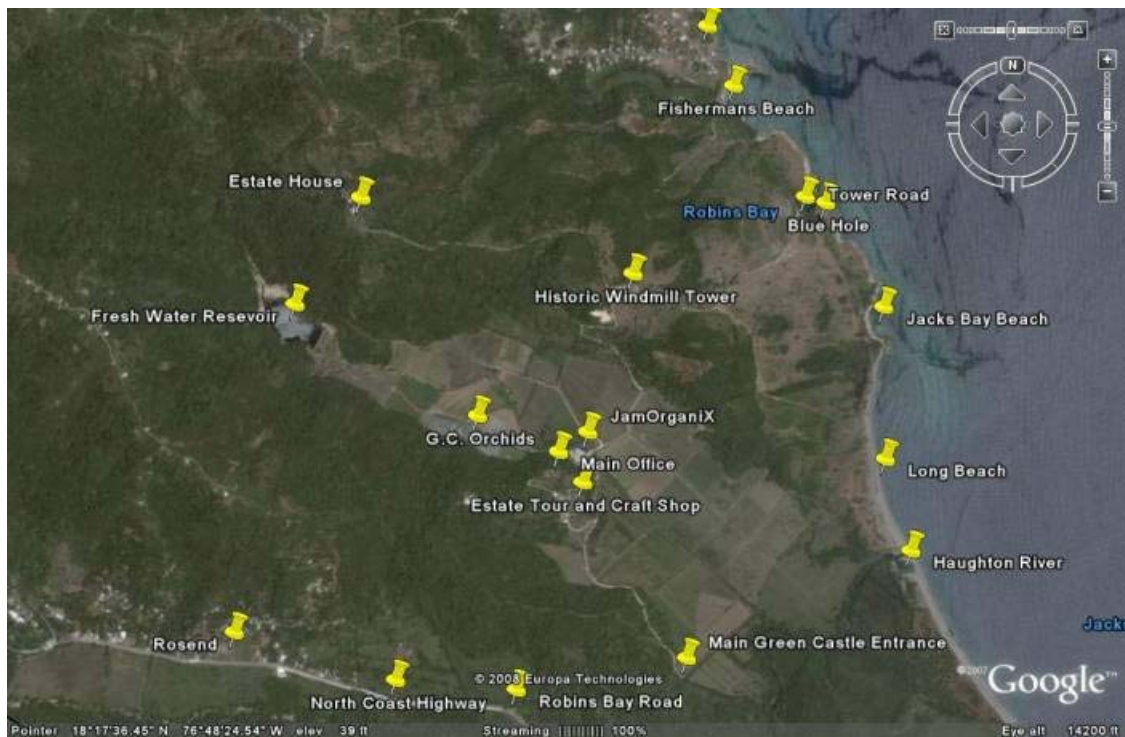 N
Fishermans Beach
Estate House
Tower Road
Robins Bay
Blue Hole
Historic Windmill Tower
Fresh Water Resevoir
Jacks Bay Beach
JamOrganiX
G.C. Orchids
Main Office
Long Beach
Estate Tour and Craft Shop
Haughton River
Jack
Rosend
Main Green Castle Entrance
©2007 Google™
© 2008 Europa Technologies
North Coast Highway
Robins Bay Road
Pointer 18°17'36.45" N 76°48'24.54" W elev 39 ft Streaming ||||||||| 100% Eye alt 14200 ft